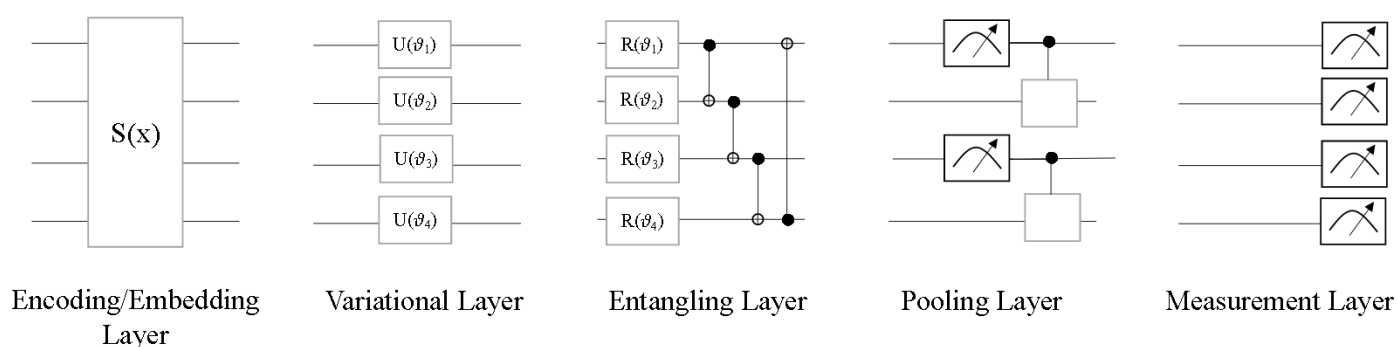 S(x)
U(ϑ₁)
U(ϑ₂)
U(ϑ₃)
U(ϑ₄)
R(ϑ₁)
R(ϑ₂)
R(ϑ₃)
R(ϑ₄)
Encoding/Embedding
Layer
Variational Layer
Entangling Layer
Pooling Layer
Measurement Layer